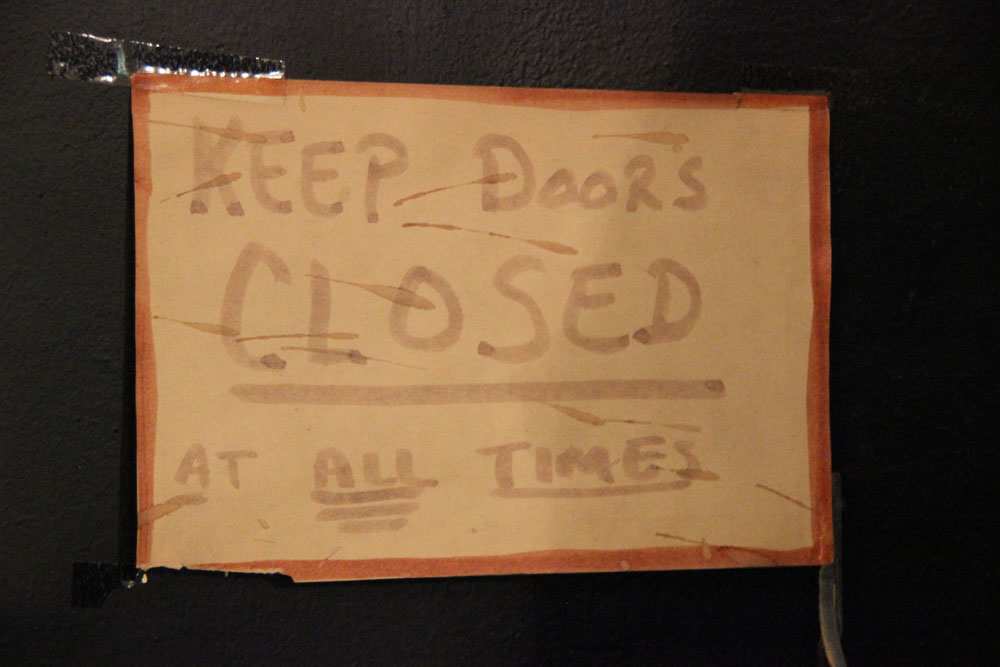 KEEP DOORS
CLOSED
AT ALL TIMES